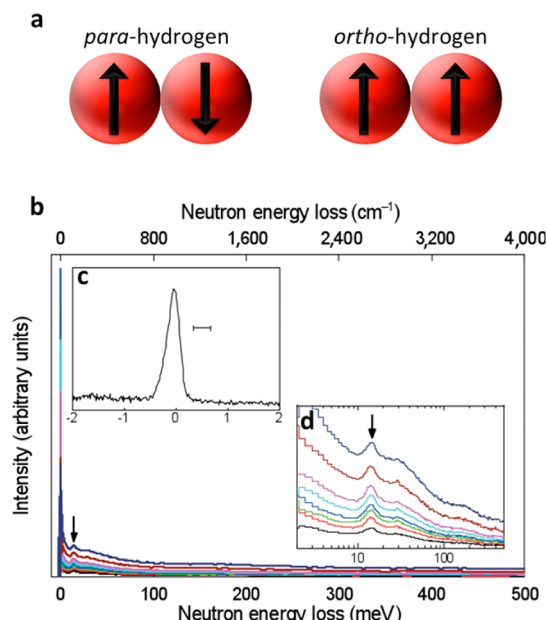 a
para-hydrogen
ortho-hydrogen
b
Neutron energy loss (cm⁻¹)
0 800 1,600 2,400 3,200 4,000
Intensity (arbitrary units)
c
-2 -1 0 1 2
d
10 100
0 100 200 300 400 500
Neutron energy loss (meV)